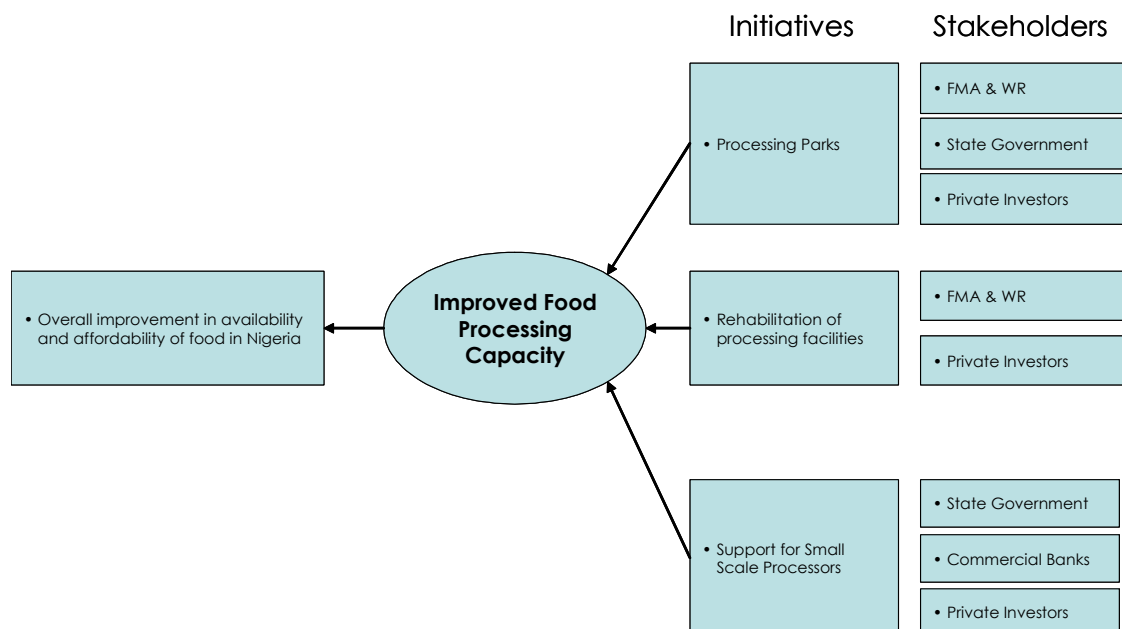 Initiatives
Stakeholders
• Processing Parks
• FMA & WR
• State Government
• Private Investors
• Overall improvement in availability
and affordability of food in Nigeria
Improved Food
Processing
Capacity
• Rehabilitation of
processing facilities
• FMA & WR
• Private Investors
• Support for Small
Scale Processors
• State Government
• Commercial Banks
• Private Investors